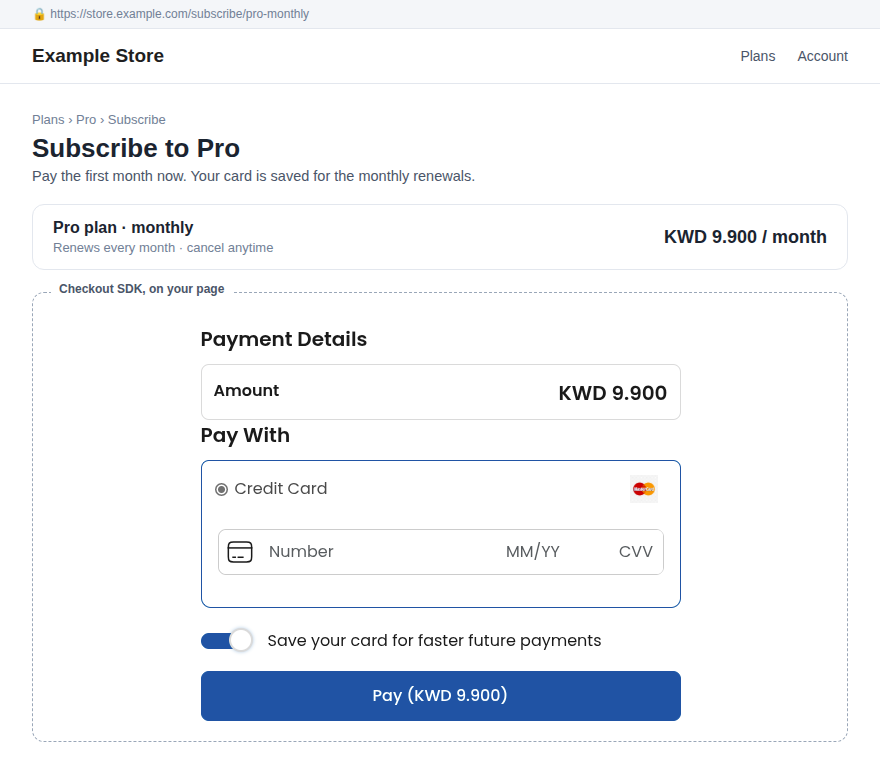 https://store.example.com/subscribe/pro-monthly
Example Store
Plans Account
Plans › Pro › Subscribe
Subscribe to Pro
Pay the first month now. Your card is saved for the monthly renewals.
Pro plan · monthly
Renews every month · cancel anytime
KWD 9.900 / month
Checkout SDK, on your page
Payment Details
Amount KWD 9.900
Pay With
Credit Card
Number MM/YY CVV
Save your card for faster future payments
Pay (KWD 9.900)